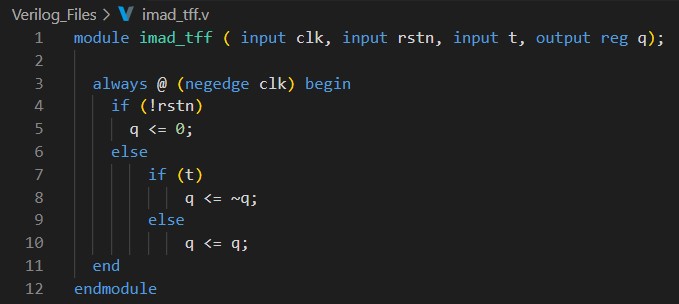 Verilog_Files > imad_tff.v
1 module imad_tff ( input clk, input rstn, input t, output reg q);
2
3 always @ (negedge clk) begin
4 if (!rstn)
5 q <= 0;
6 else
7 if (t)
8 q <= ~q;
9 else
10 q <= q;
11 end
12 endmodule